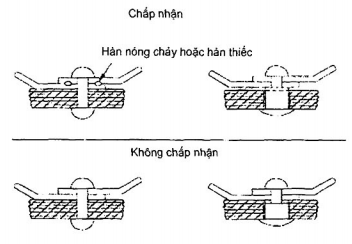 Chấp nhận
Hàn nóng chảy hoặc hàn thiếc
Không chấp nhận